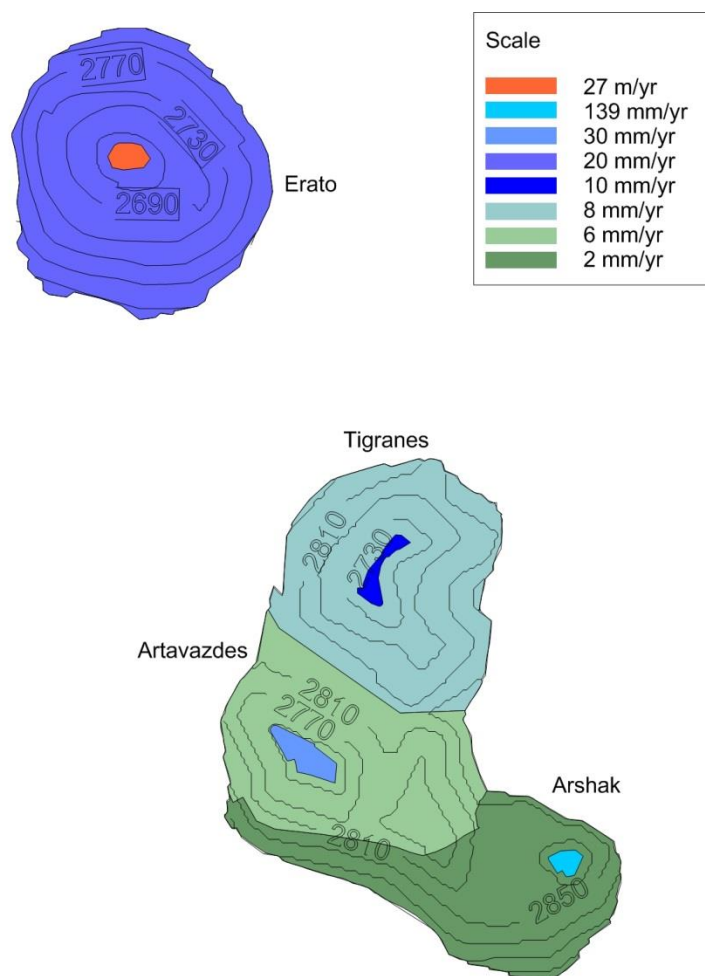 Scale
27 m/yr
139 mm/yr
30 mm/yr
20 mm/yr
10 mm/yr
8 mm/yr
6 mm/yr
2 mm/yr
2770
2730
2690
Erato
Tigranes
2810
2730
Artavazdes
2810
2770
Arshak
2810
2850